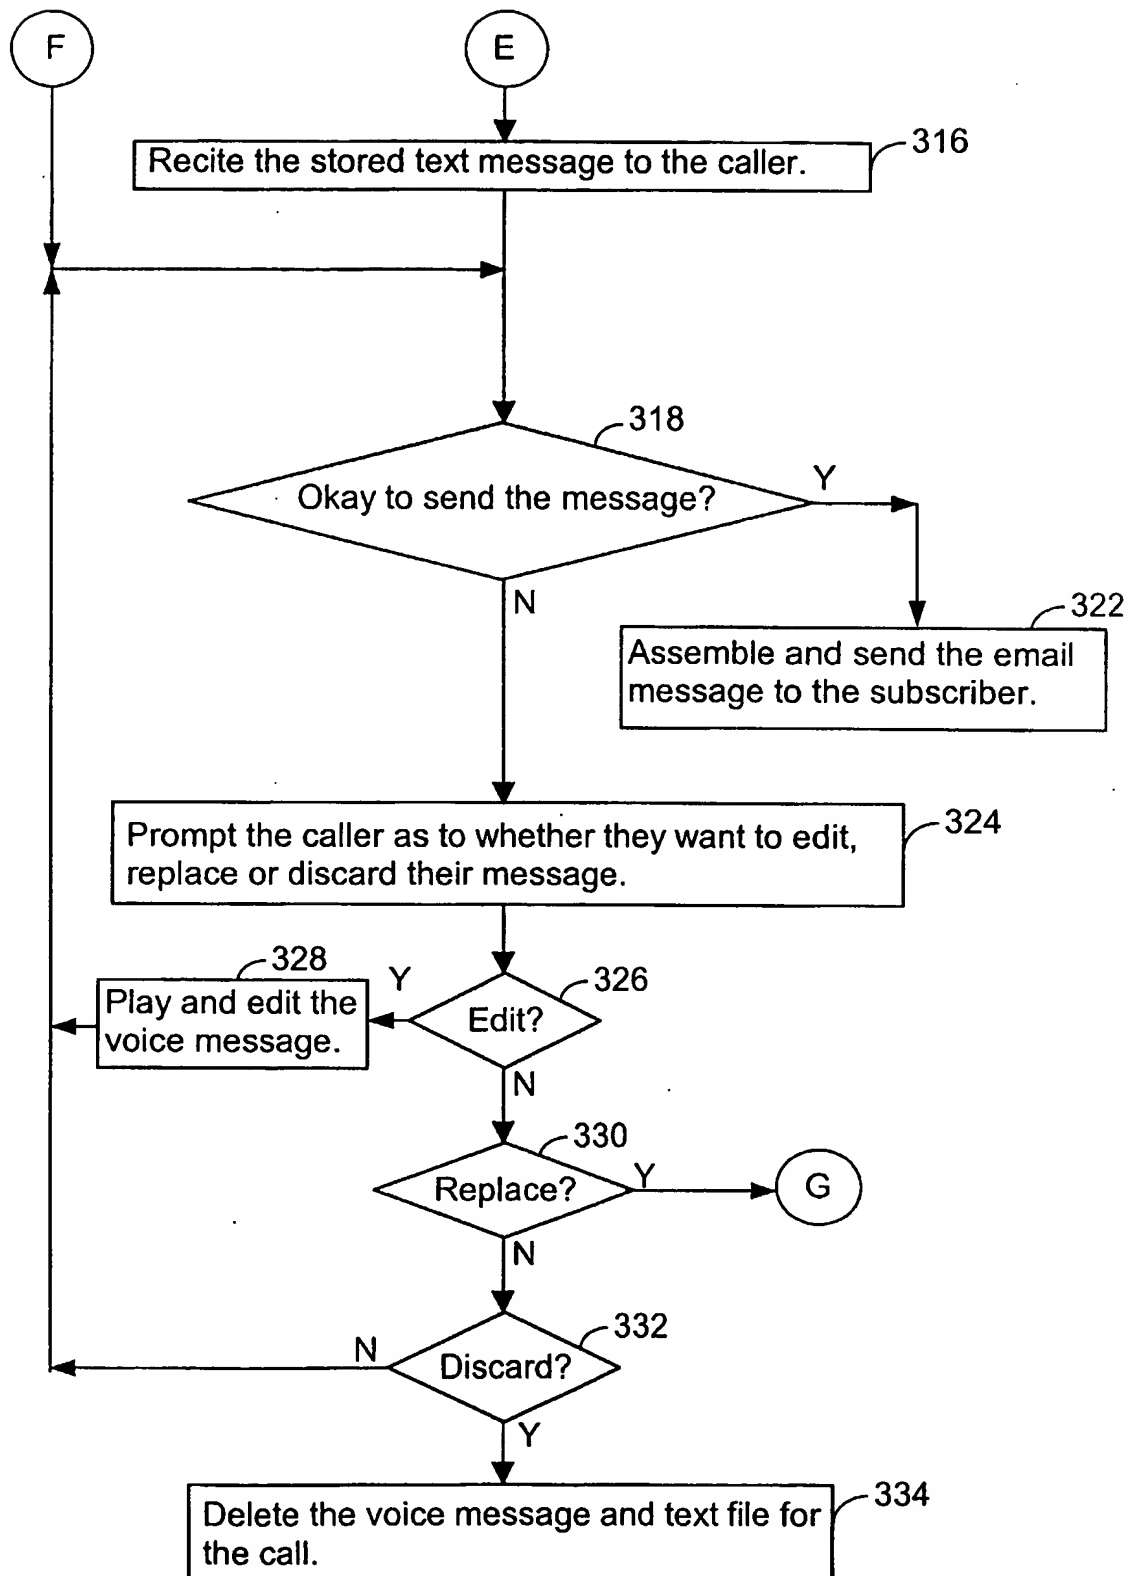 F
E
316
Recite the stored text message to the caller.
318
Okay to send the message?
Y
N
322
Assemble and send the email
message to the subscriber.
324
Prompt the caller as to whether they want to edit,
replace or discard their message.
328
Play and edit the
voice message.
Y
326
Edit?
N
330
Replace?
Y
G
N
332
Discard?
N
Y
334
Delete the voice message and text file for
the call.